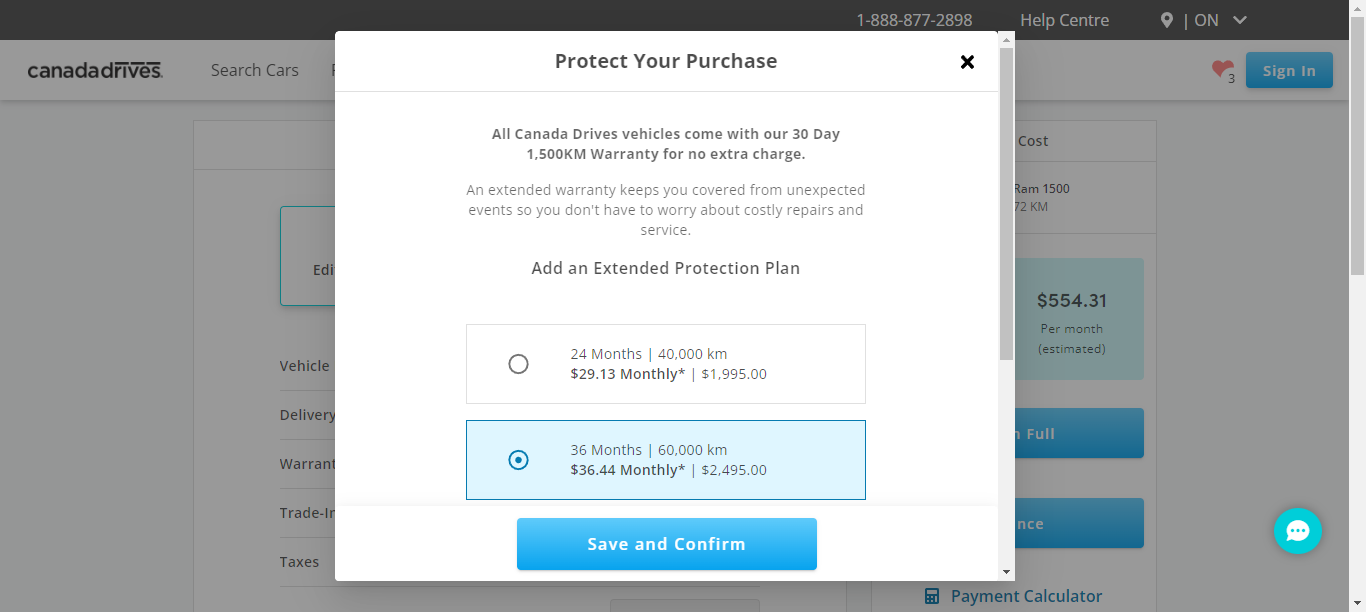 1-888-877-2898 Help Centre | ON
canadadrives. Search Cars 3 Sign In
Protect Your Purchase
All Canada Drives vehicles come with our 30 Day
1,500KM Warranty for no extra charge.
An extended warranty keeps you covered from unexpected
events so you don't have to worry about costly repairs and
service.
Add an Extended Protection Plan
24 Months | 40,000 km
$29.13 Monthly* | $1,995.00
36 Months | 60,000 km
$36.44 Monthly* | $2,495.00
Save and Confirm
Edi
Vehicle
Delivery
Warrant
Trade-In
Taxes
Cost
Ram 1500
72 KM
$554.31
Per month
(estimated)
n Full
nce
Payment Calculator